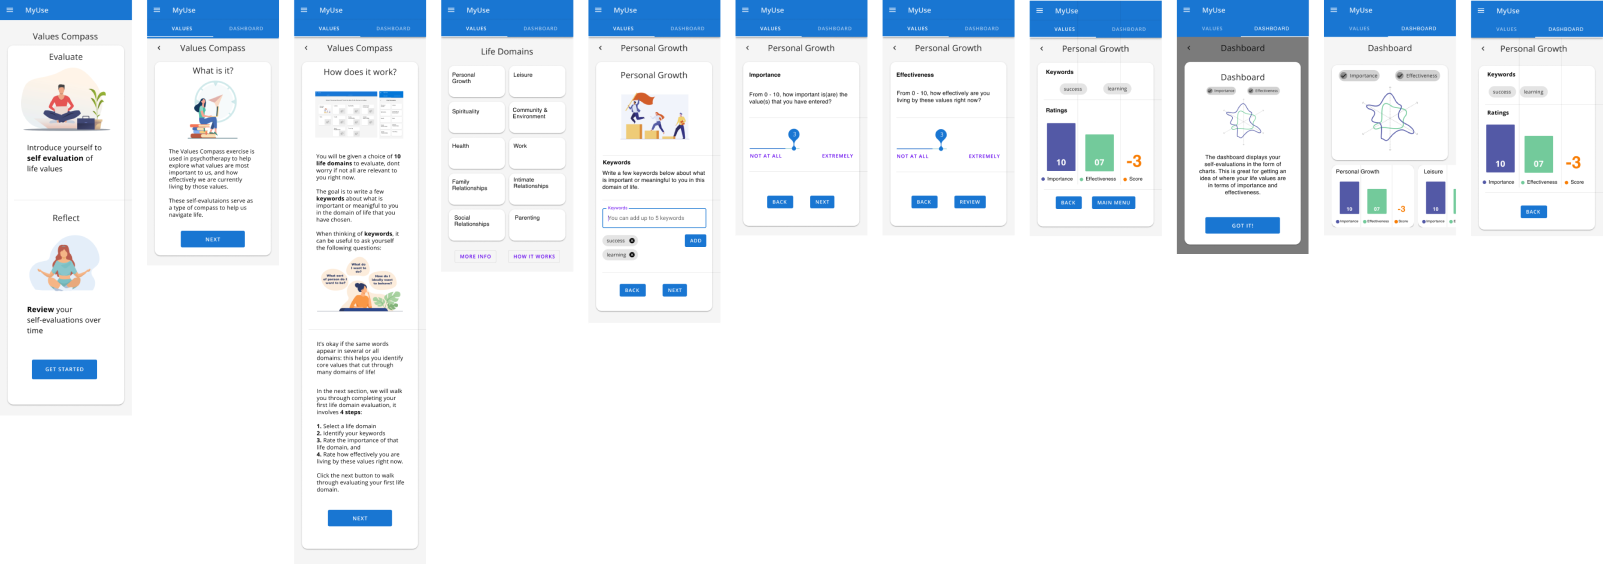 MyUse
Values Compass
Evaluate
Introduce yourself to
self evaluation of
life values
Reflect
Review your
self-evaluations over
time
GET STARTED
MyUse
VALUES
DASHBOARD
Values Compass
What is it?
The Values Compass exercise is
used in psychotherapy to help
explore what values are most
important to us, and how
effectively we are currently
living by those values.
These self-evalutaions serve as
a type of compass to help us
navigate life.
NEXT
MyUse
VALUES
DASHBOARD
Values Compass
How does it work?
You will be given a choice of 10
life domains to evaluate, dont
worry if not all are relevant to
you right now.
The goal is to write a few
keywords about what is
important or meaingful to you
in the domain of life that you
have chosen.
When thinking of keywords, it
can be useful to ask yourself
the following questions:
What do
I want to
do?
What sort
of person do I
want to be?
How do I
ideally want
to behave?
It's okay if the same words
appear in several or all
domains: this helps you identify
core values that cut through
many domains of life!
In the next section, we will walk
you through completing your
first life domain evaluation, it
involves 4 steps:
1. Select a life domain
2. Identify your keywords
3. Rate the importance of that
life domain, and
4. Rate how effectively you are
living by these values right now.
Click the next button to walk
through evaluating your first life
domain.
NEXT
MyUse
VALUES
DASHBOARD
Life Domains
Personal
Growth
Leisure
Spirituality
Community &
Environment
Health
Work
Family
Relationships
Intimate
Relationships
Social
Relationships
Parenting
MORE INFO
HOW IT WORKS
MyUse
VALUES
DASHBOARD
Personal Growth
Personal Growth
Keywords
Write a few keywords below about what
is important or meaningful to you in this
domain of life.
Keywords
You can add up to 5 keywords
success
ADD
learning
BACK
NEXT
MyUse
VALUES
DASHBOARD
Personal Growth
Importance
From 0 - 10, how important is(are) the
value(s) that you have entered?
3
NOT AT ALL
EXTREMELY
BACK
NEXT
MyUse
VALUES
DASHBOARD
Personal Growth
Effectiveness
From 0 - 10, how effectively are you
living by these values right now?
3
NOT AT ALL
EXTREMELY
BACK
REVIEW
MyUse
VALUES
DASHBOARD
Personal Growth
Keywords
success
learning
Ratings
10
07
-3
Importance
Effectiveness
Score
BACK
MAIN MENU
MyUse
VALUES
DASHBOARD
Dashboard
Dashboard
Importance
Effectiveness
The dashboard displays your
self-evaluations in the form of
charts. This is great for getting an
idea of where your life values are
in terms of importance and
effectiveness.
GOT IT!
MyUse
VALUES
DASHBOARD
Dashboard
Importance
Effectiveness
Personal Growth
10
07
-3
Importance
Effectiveness
Score
Leisure
10
Importance
MyUse
VALUES
DASHBOARD
Personal Growth
Keywords
success
learning
Ratings
10
07
-3
Importance
Effectiveness
Score
BACK